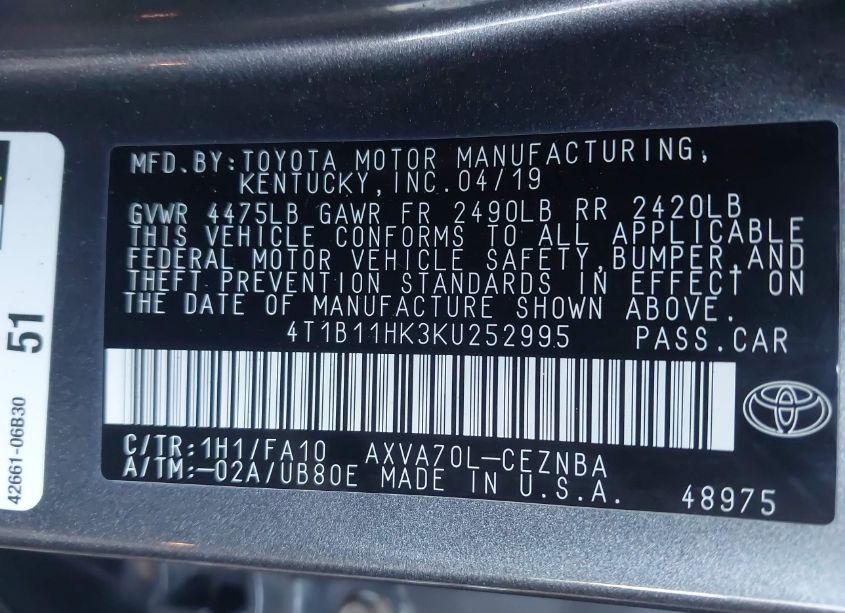 MFD.BY:TOYOTA MOTOR MANUFACTURING,
KENTUCKY,INC.04/19
GVWR 4475LB GAWR FR 2490LB RR 2420LB
THIS VEHICLE CONFORMS TO ALL APPLICABLE
FEDERAL MOTOR VEHICLE SAFETY,BUMPER,AND
THEFT PREVENTION STANDARDS IN EFFECT ON
THE DATE OF MANUFACTURE SHOWN ABOVE.
4T1B11HK3KU252995 PASS.CAR
C/TR:1H1/FA10 AXVA70L-CEZNBA
A/TM:-02A/UB80E MADE IN U.S.A. 48975
51
42661-06B30